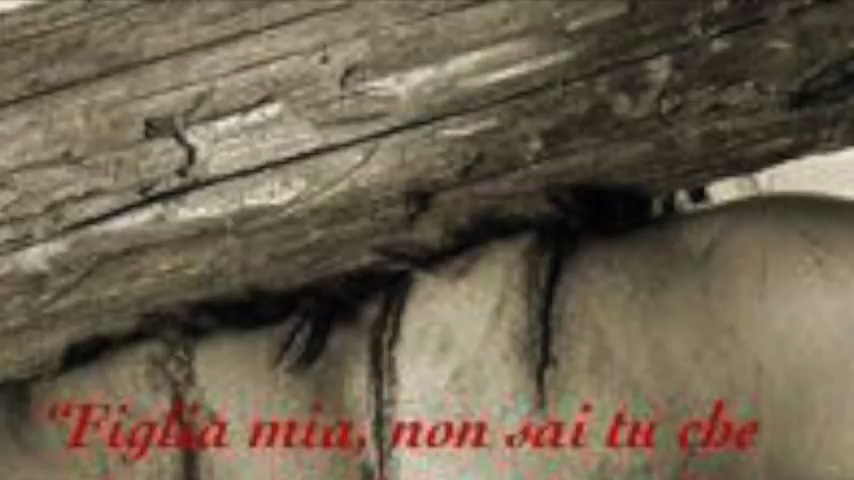 “Figlia mia, non sai tu che